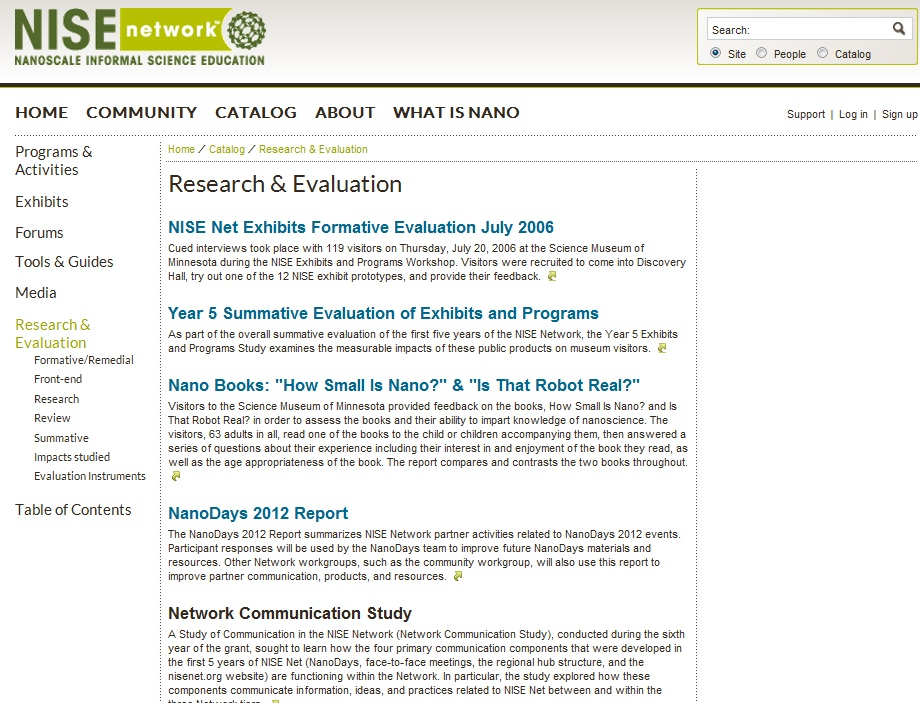 NISE network™
NANOSCALE INFORMAL SCIENCE EDUCATION
Search:
Site People Catalog
HOME COMMUNITY CATALOG ABOUT WHAT IS NANO
Support | Log in | Sign up
Programs &
Activities
Exhibits
Forums
Tools & Guides
Media
Research &
Evaluation
Formative/Remedial
Front-end
Research
Review
Summative
Impacts studied
Evaluation Instruments
Table of Contents
Home / Catalog / Research & Evaluation
Research & Evaluation
NISE Net Exhibits Formative Evaluation July 2006
Cued interviews took place with 119 visitors on Thursday, July 20, 2006 at the Science Museum of
Minnesota during the NISE Exhibits and Programs Workshop. Visitors were recruited to come into Discovery
Hall, try out one of the 12 NISE exhibit prototypes, and provide their feedback.
Year 5 Summative Evaluation of Exhibits and Programs
As part of the overall summative evaluation of the first five years of the NISE Network, the Year 5 Exhibits
and Programs Study examines the measurable impacts of these public products on museum visitors.
Nano Books: "How Small Is Nano?" & "Is That Robot Real?"
Visitors to the Science Museum of Minnesota provided feedback on the books, How Small Is Nano? and Is
That Robot Real? in order to assess the books and their ability to impart knowledge of nanoscience. The
visitors, 63 adults in all, read one of the books to the child or children accompanying them, then answered a
series of questions about their experience including their interest in and enjoyment of the book they read, as
well as the age appropriateness of the book. The report compares and contrasts the two books throughout.
NanoDays 2012 Report
The NanoDays 2012 Report summarizes NISE Network partner activities related to NanoDays 2012 events.
Participant responses will be used by the NanoDays team to improve future NanoDays materials and
resources. Other Network workgroups, such as the community workgroup, will also use this report to
improve partner communication, products, and resources.
Network Communication Study
A Study of Communication in the NISE Network (Network Communication Study), conducted during the sixth
year of the grant, sought to learn how the four primary communication components that were developed in
the first 5 years of NISE Net (NanoDays, face-to-face meetings, the regional hub structure, and the
nisenet.org website) are functioning within the Network. In particular, the study explored how these
components communicate information, ideas, and practices related to NISE Net between and within the
three Network tiers.